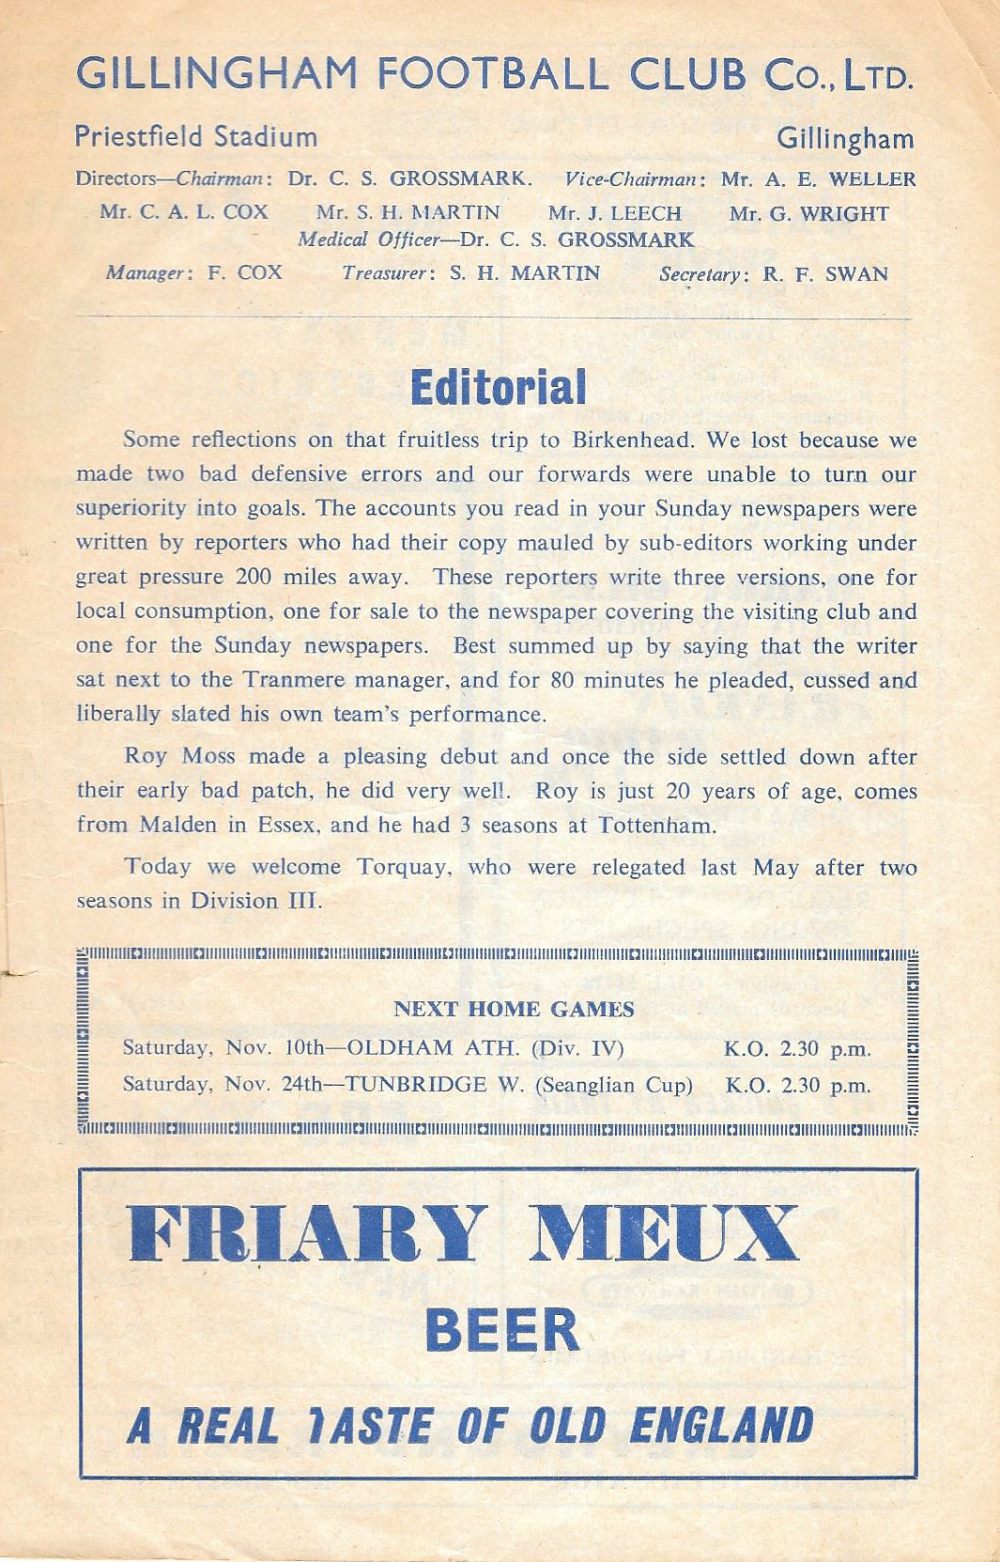 GILLINGHAM FOOTBALL CLUB Co., LTD.
Priestfield Stadium Gillingham
Directors—Chairman: Dr. C. S. GROSSMARK. Vice-Chairman: Mr. A. E. WELLER
Mr. C. A. L. COX Mr. S. H. MARTIN Mr. J. LEECH Mr. G. WRIGHT
Medical Officer—Dr. C. S. GROSSMARK
Manager: F. COX Treasurer: S. H. MARTIN Secretary: R. F. SWAN
Editorial
Some reflections on that fruitless trip to Birkenhead. We lost because we
made two bad defensive errors and our forwards were unable to turn our
superiority into goals. The accounts you read in your Sunday newspapers were
written by reporters who had their copy mauled by sub-editors working under
great pressure 200 miles away. These reporters write three versions, one for
local consumption, one for sale to the newspaper covering the visiting club and
one for the Sunday newspapers. Best summed up by saying that the writer
sat next to the Tranmere manager, and for 80 minutes he pleaded, cussed and
liberally slated his own team's performance.
Roy Moss made a pleasing debut and once the side settled down after
their early bad patch, he did very well. Roy is just 20 years of age, comes
from Malden in Essex, and he had 3 seasons at Tottenham.
Today we welcome Torquay, who were relegated last May after two
seasons in Division III.
NEXT HOME GAMES
Saturday, Nov. 10th—OLDHAM ATH. (Div. IV) K.O. 2.30 p.m.
Saturday, Nov. 24th—TUNBRIDGE W. (Seanglian Cup) K.O. 2.30 p.m.
FRIARY MEUX
BEER
A REAL TASTE OF OLD ENGLAND